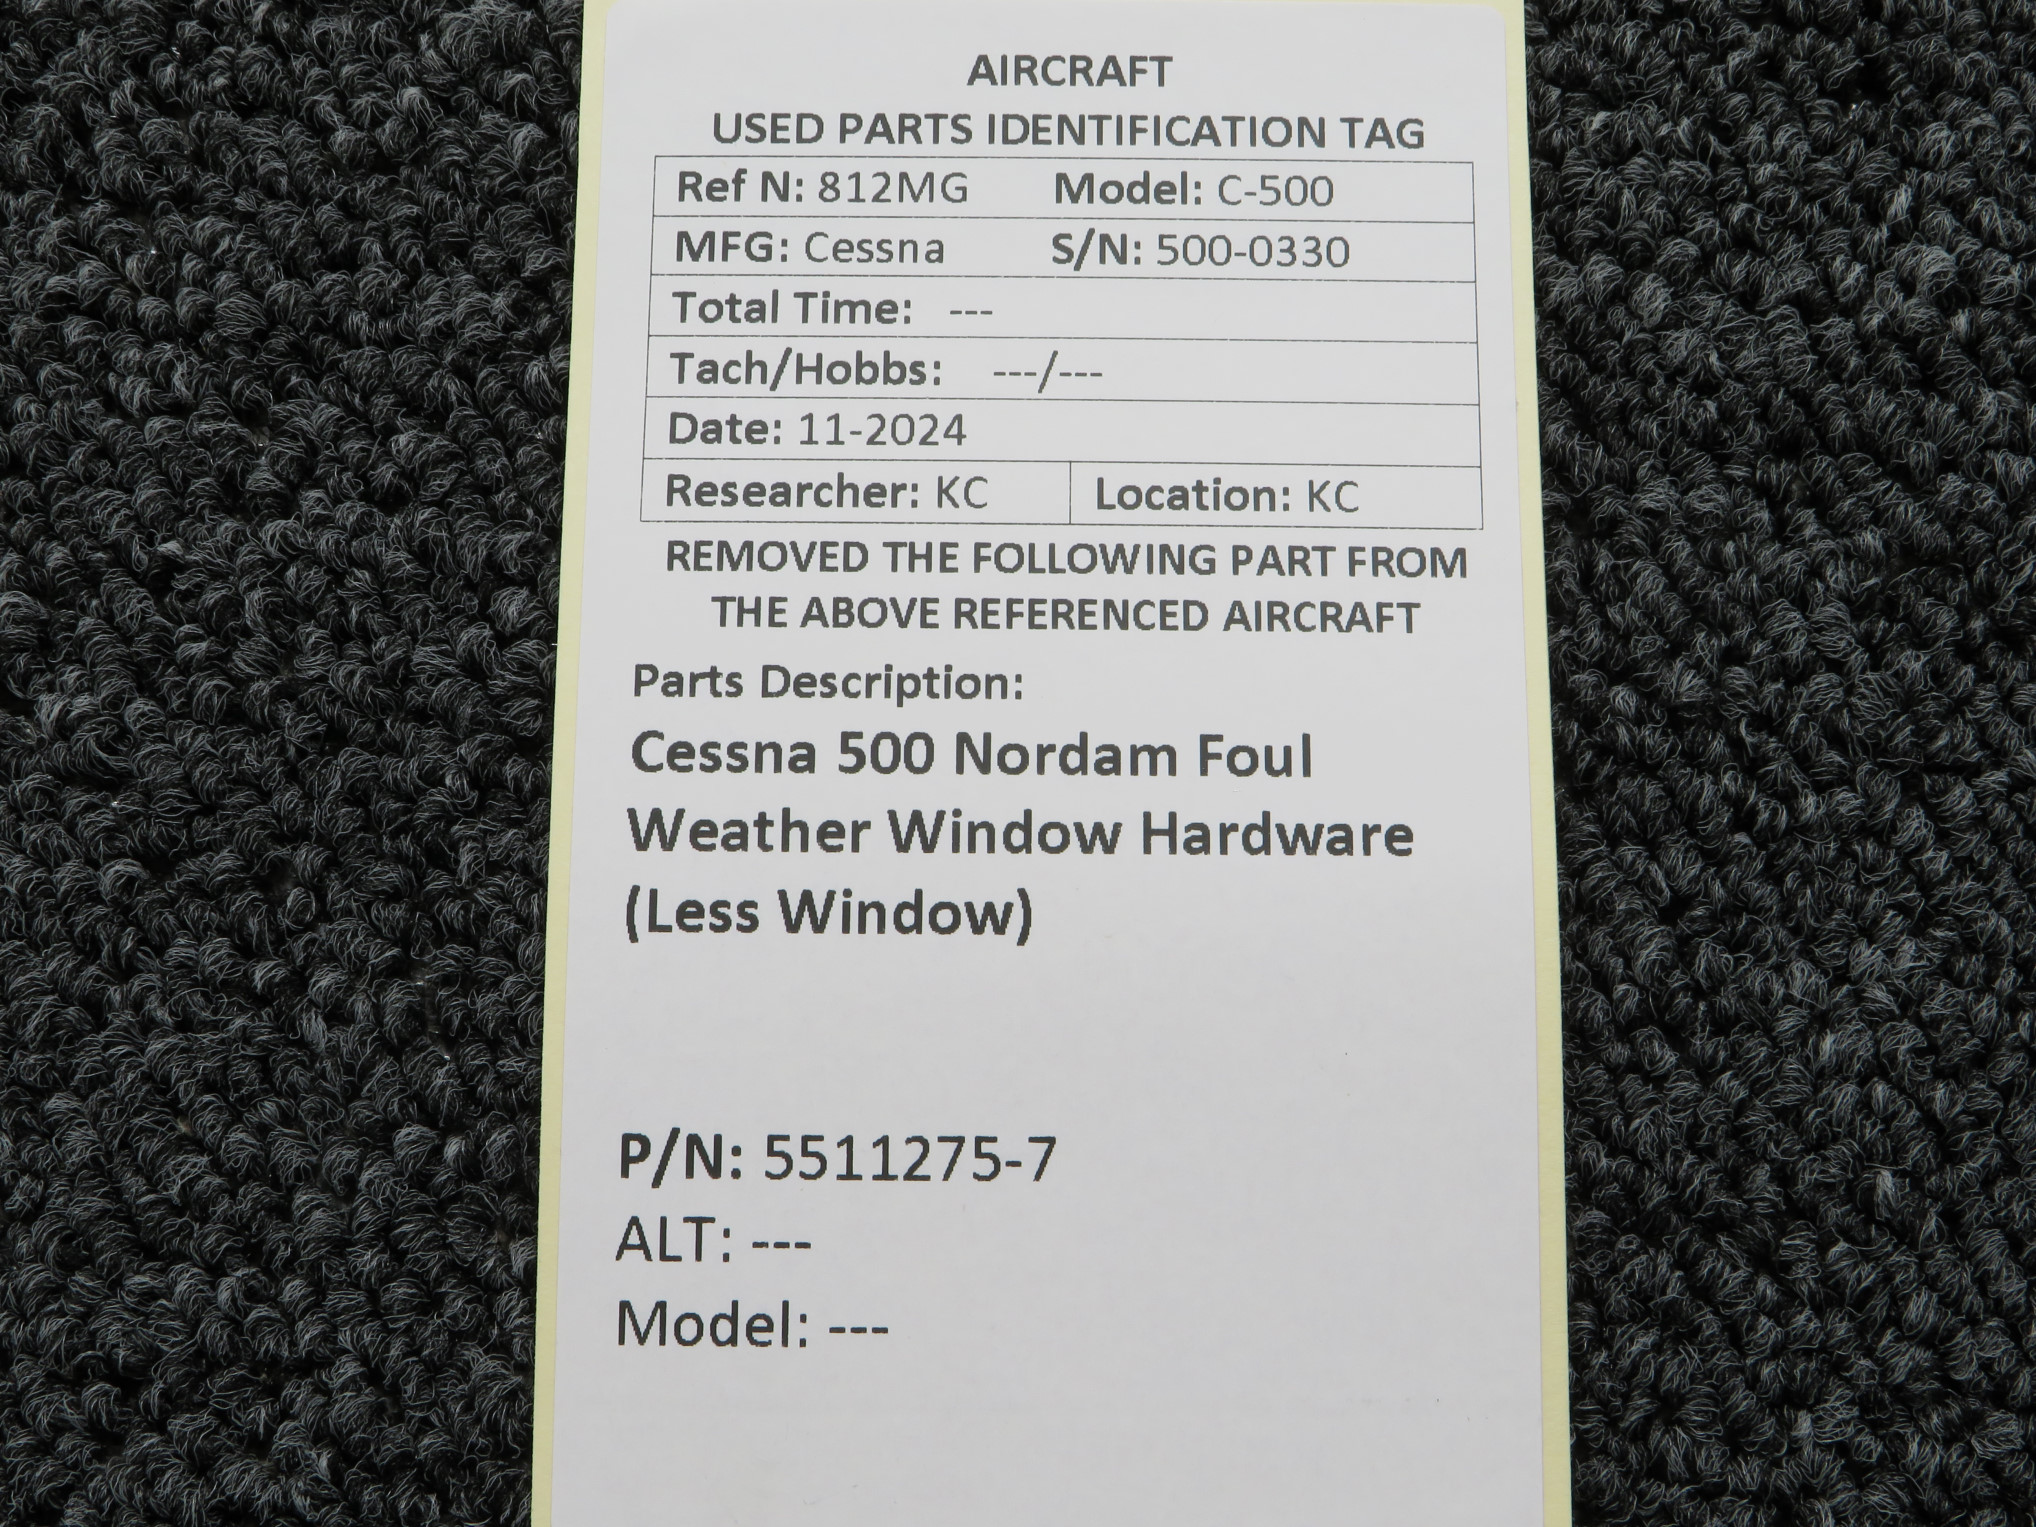 AIRCRAFT
USED PARTS IDENTIFICATION TAG
Ref N: 812MG Model: C-500
MFG: Cessna S/N: 500-0330
Total Time: ---
Tach/Hobbs: ---/---
Date: 11-2024
Researcher: KC Location: KC
REMOVED THE FOLLOWING PART FROM
THE ABOVE REFERENCED AIRCRAFT
Parts Description:
Cessna 500 Nordam Foul
Weather Window Hardware
(Less Window)
P/N: 5511275-7
ALT: ---
Model: ---